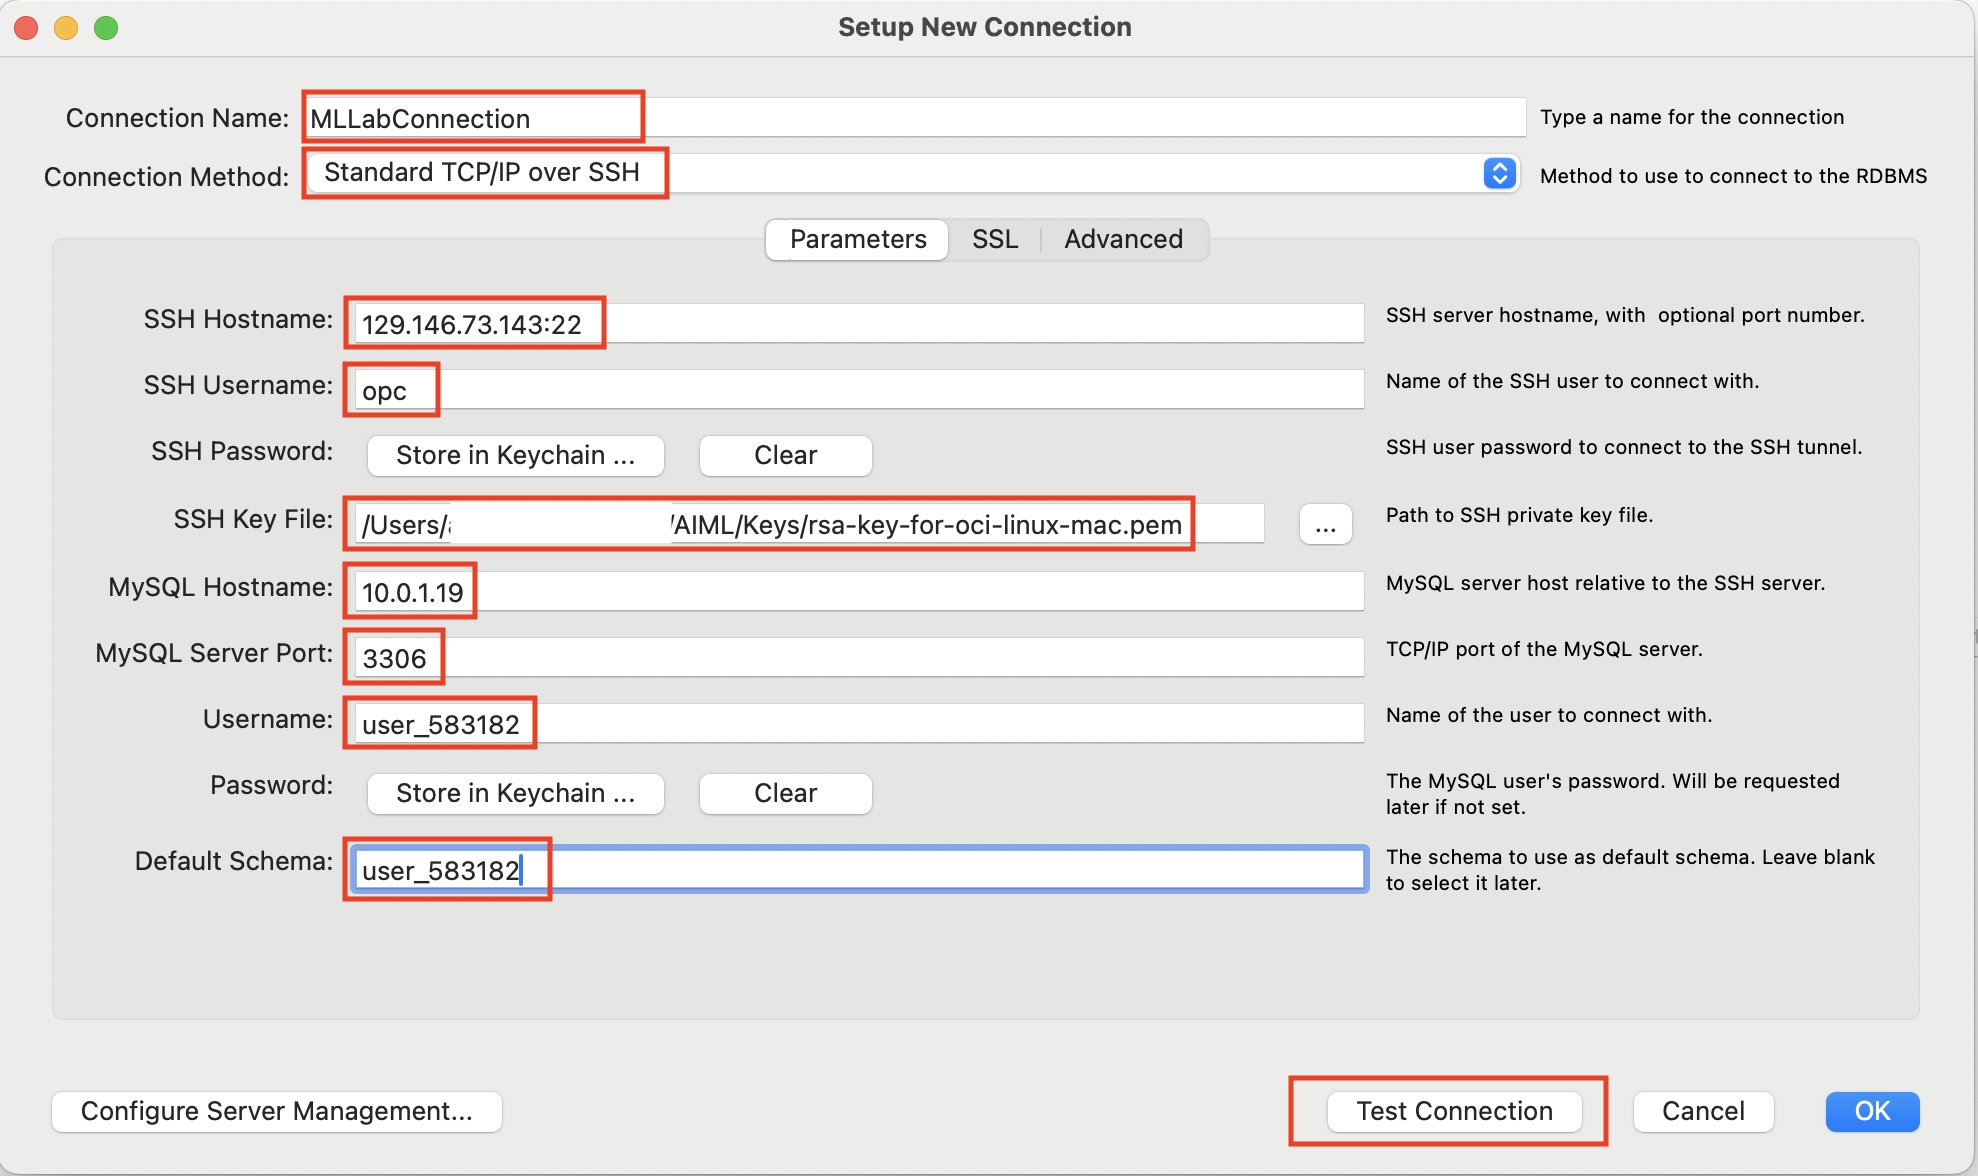 Setup New Connection
Connection Name: MLLabConnection Type a name for the connection
Connection Method: Standard TCP/IP over SSH Method to use to connect to the RDBMS
Parameters SSL Advanced
SSH Hostname: 129.146.73.143:22 SSH server hostname, with optional port number.
SSH Username: opc Name of the SSH user to connect with.
SSH Password: Store in Keychain ... Clear SSH user password to connect to the SSH tunnel.
SSH Key File: /Users/ /AIML/Keys/rsa-key-for-oci-linux-mac.pem ... Path to SSH private key file.
MySQL Hostname: 10.0.1.19 MySQL server host relative to the SSH server.
MySQL Server Port: 3306 TCP/IP port of the MySQL server.
Username: user_583182 Name of the user to connect with.
Password: Store in Keychain ... Clear The MySQL user's password. Will be requested
later if not set.
Default Schema: user_583182 The schema to use as default schema. Leave blank
to select it later.
Configure Server Management... Test Connection Cancel OK